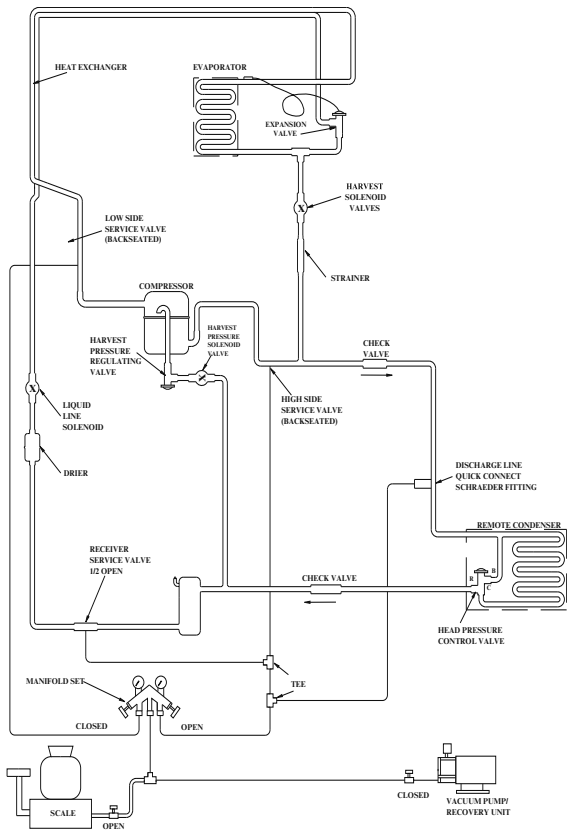 HEAT EXCHANGER
EVAPORATOR
EXPANSION
VALVE
HARVEST
SOLENOID
VALVES
X
LOW SIDE
SERVICE VALVE
(BACKSEATED)
STRAINER
COMPRESSOR
HARVEST
PRESSURE
REGULATING
VALVE
HARVEST
PRESSURE
SOLENOID
VALVE
X
CHECK
VALVE
X
LIQUID
LINE
SOLENOID
HIGH SIDE
SERVICE VALVE
(BACKSEATED)
DRIER
DISCHARGE LINE
QUICK CONNECT
SCHRAEDER FITTING
REMOTE CONDENSER
RECEIVER
SERVICE VALVE
1/2 OPEN
CHECK VALVE
R
B
C
HEAD PRESSURE
CONTROL VALVE
MANIFOLD SET
TEE
CLOSED
OPEN
SCALE
OPEN
CLOSED
VACUUM PUMP/
RECOVERY UNIT